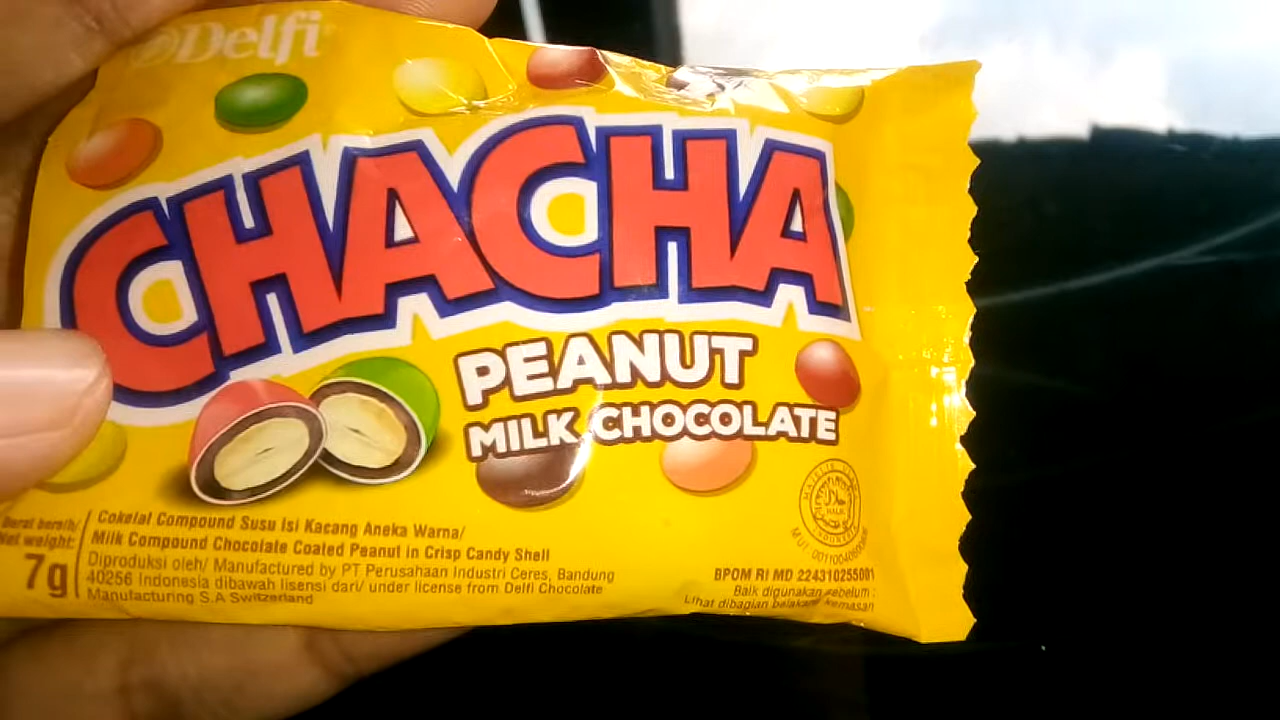 Delfi
CHACHA
PEANUT
MILK CHOCOLATE
Berat bersih/
Net weight:
7g
Cokelat Compound Susu Isi Kacang Aneka Warna/
Milk Compound Chocolate Coated Peanut in Crisp Candy Shell
Diproduksi oleh/ Manufactured by PT Perusahaan Industri Ceres, Bandung
40256 Indonesia dibawah lisensi dari/ under license from Delfi Chocolate
Manufacturing S.A Switzerland
HALAL
INDONESIA
BPOM RI MD 224310255001
Baik digunakan sebelum :
Lihat dibagian belakang kemasan